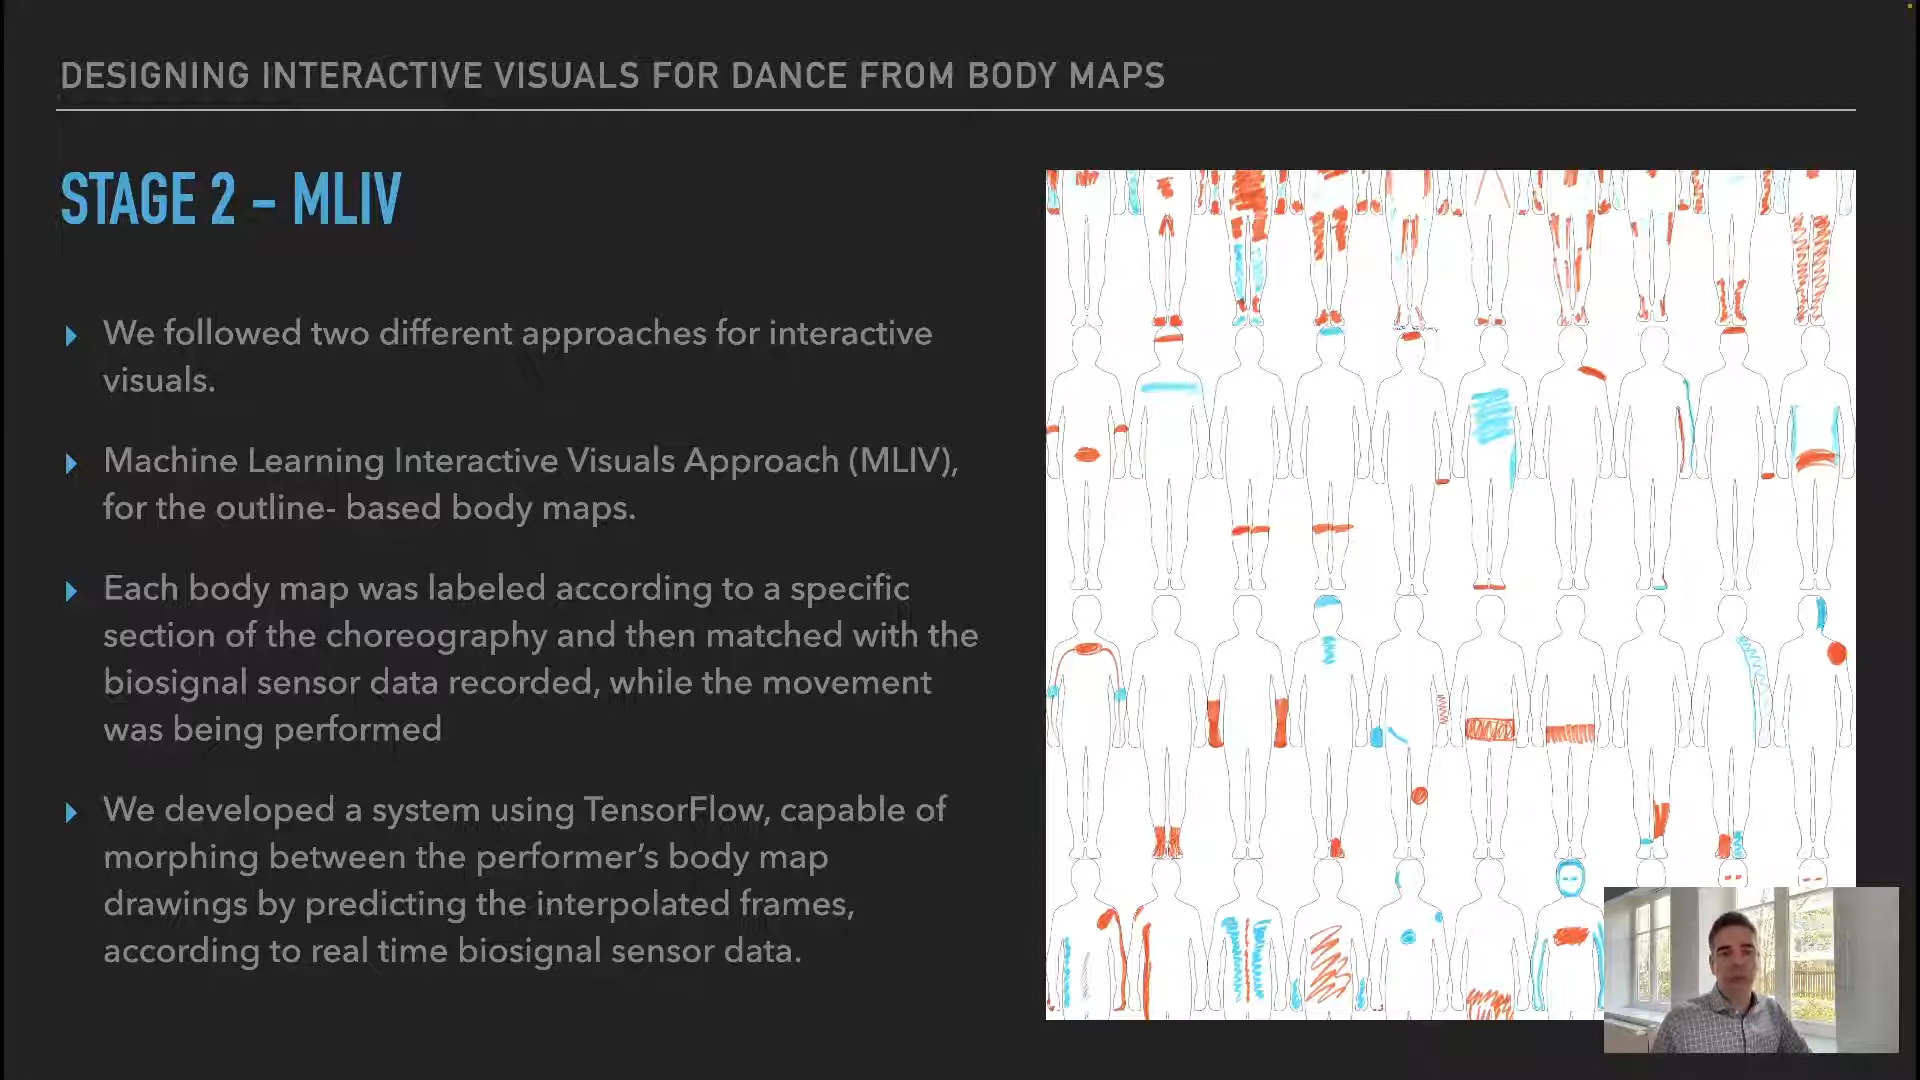 DESIGNING INTERACTIVE VISUALS FOR DANCE FROM BODY MAPS
STAGE 2 – MLIV
We followed two different approaches for interactive
visuals.
Machine Learning Interactive Visuals Approach (MLIV),
for the outline- based body maps.
Each body map was labeled according to a specific
section of the choreography and then matched with the
biosignal sensor data recorded, while the movement
was being performed
We developed a system using TensorFlow, capable of
morphing between the performer’s body map
drawings by predicting the interpolated frames,
according to real time biosignal sensor data.